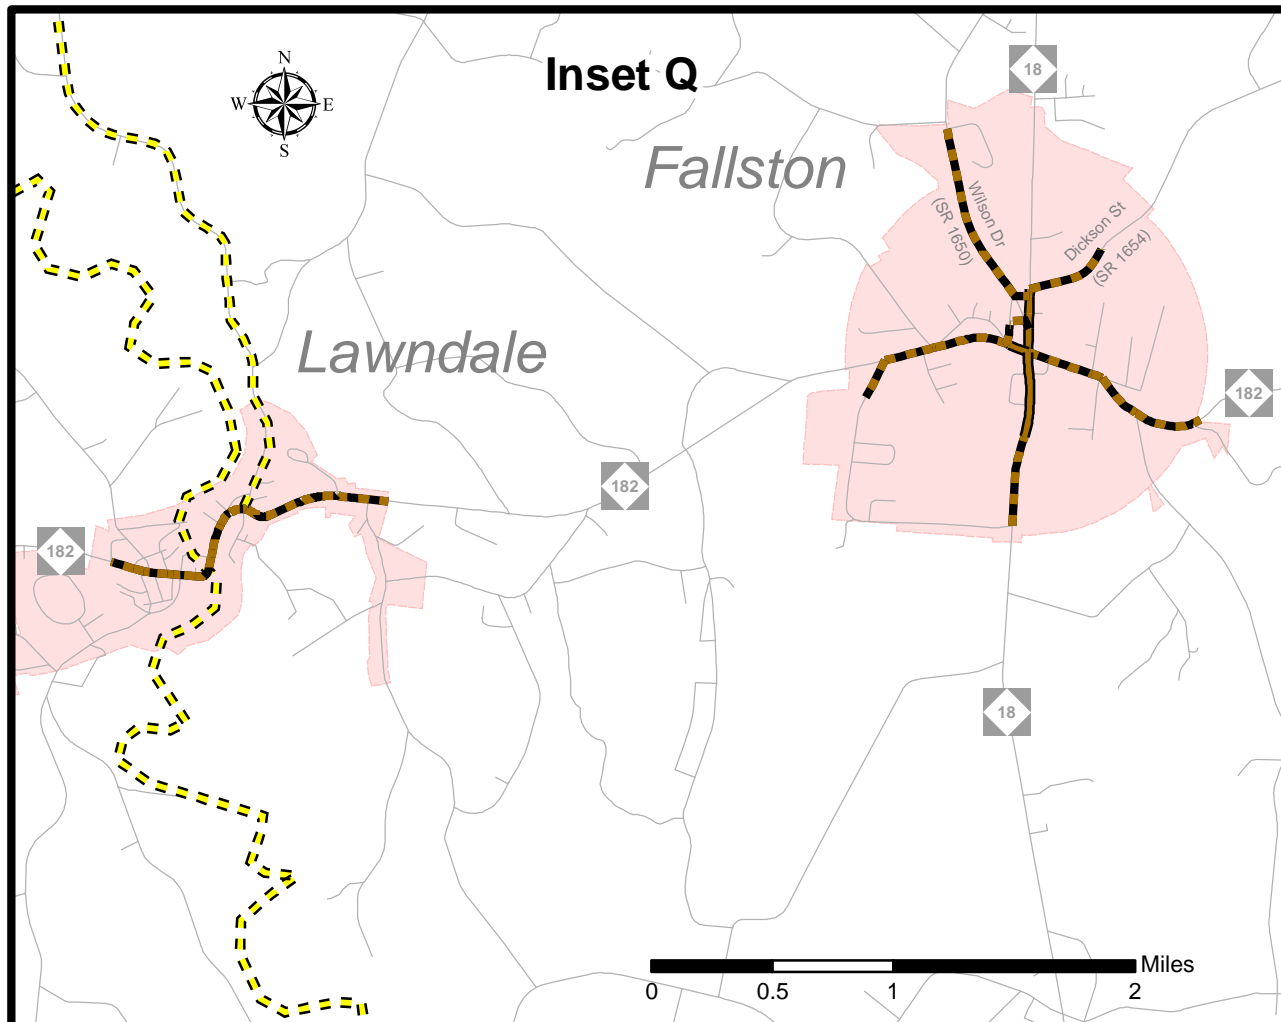 Inset Q
N
W E
S
18
Fallston
Wilson Dr
(SR 1650)
Dickson St
(SR 1654)
Lawndale
182
182
182
18
Miles
0 0.5 1 2